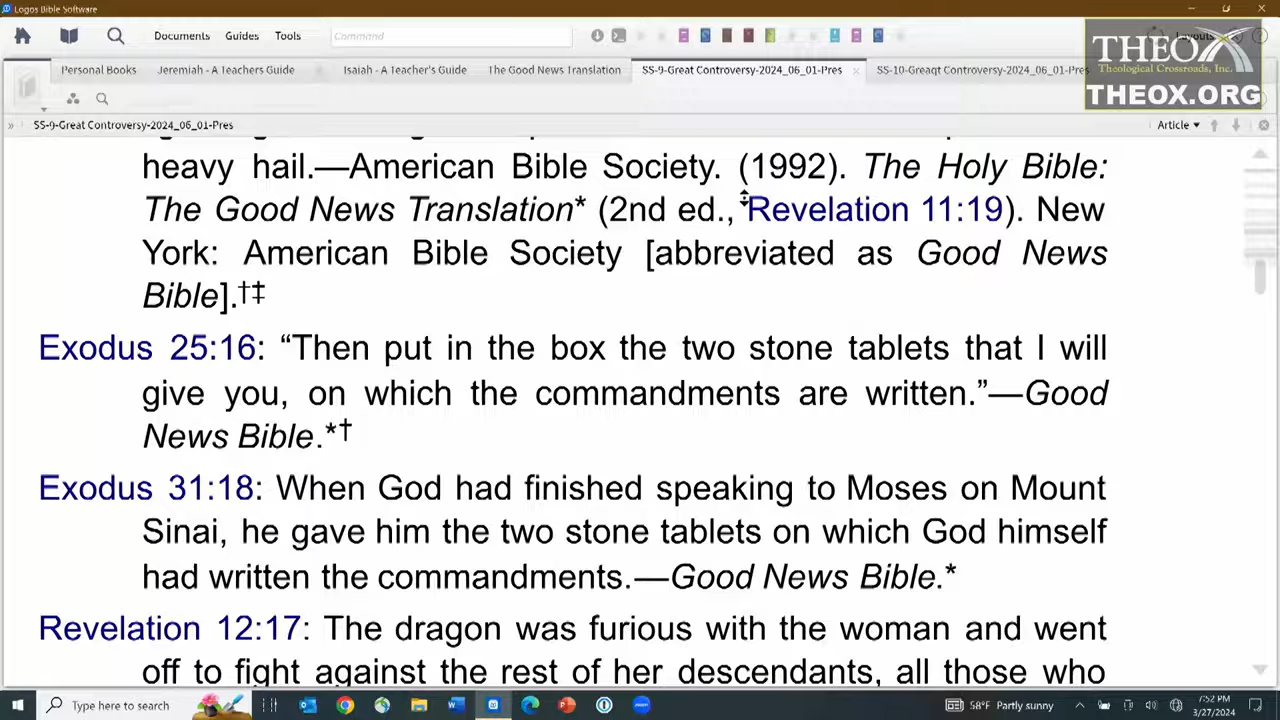 Logos Bible Software
Documents Guides Tools Command Layouts
Personal Books Jeremiah - A Teachers Guide Isaiah - A The Good News Translation SS-9-Great Controversy-2024_06_01-Pres SS-10-Great Controversy-2024_06_01-Pres
THEOX
Theological Crossroads, Inc.
THEOX.ORG
SS-9-Great Controversy-2024_06_01-Pres Article
heavy hail.—American Bible Society. (1992). The Holy Bible:
The Good News Translation* (2nd ed., Revelation 11:19). New
York: American Bible Society [abbreviated as Good News
Bible].†‡
Exodus 25:16: “Then put in the box the two stone tablets that I will
give you, on which the commandments are written.”—Good
News Bible.*†
Exodus 31:18: When God had finished speaking to Moses on Mount
Sinai, he gave him the two stone tablets on which God himself
had written the commandments.—Good News Bible.*
Revelation 12:17: The dragon was furious with the woman and went
off to fight against the rest of her descendants, all those who
Type here to search 58°F Partly sunny 7:52 PM
3/27/2024